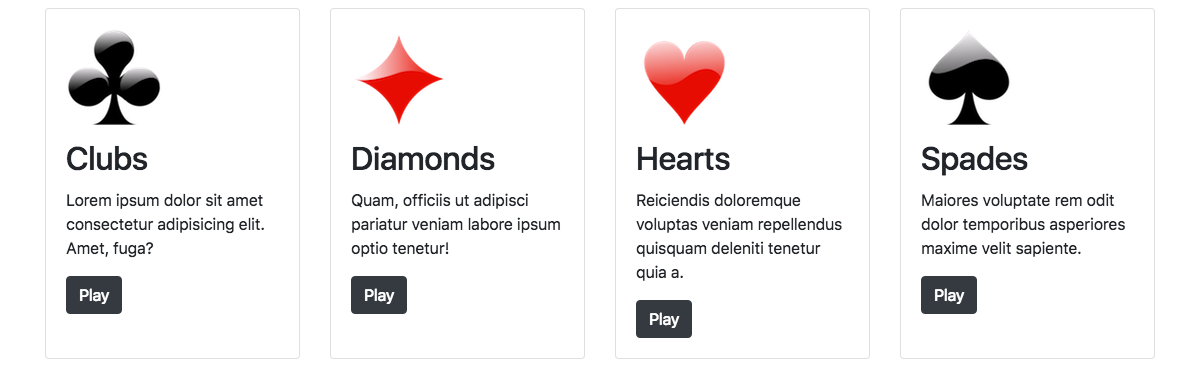 Clubs
Lorem ipsum dolor sit amet
consectetur adipisicing elit.
Amet, fuga?
Play
Diamonds
Quam, officiis ut adipisci
pariatur veniam labore ipsum
optio tenetur!
Play
Hearts
Reiciendis doloremque
voluptas veniam repellendus
quisquam deleniti tenetur
quia a.
Play
Spades
Maiores voluptate rem odit
dolor temporibus asperiores
maxime velit sapiente.
Play